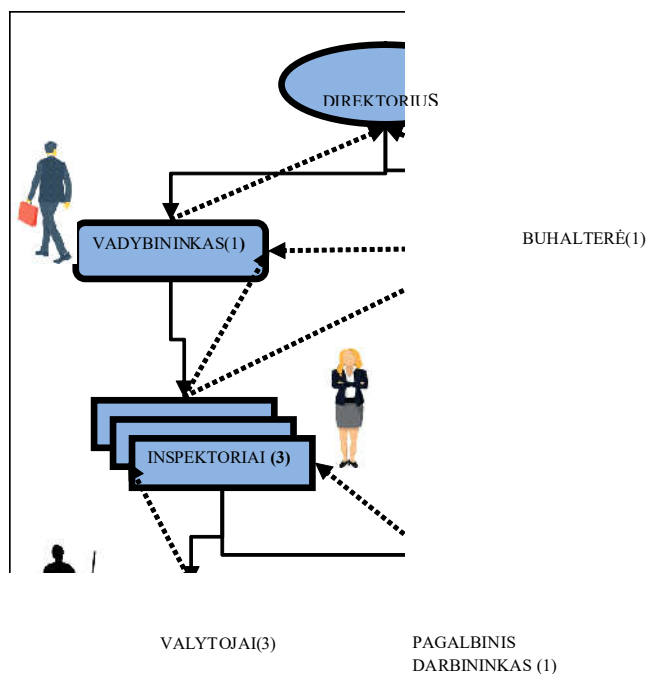 DIREKTORIUS
VADYBININKAS(1)
BUHALTERĖ(1)
INSPEKTORIAI (3)
VALYTOJAI(3)
PAGALBINIS
DARBININKAS (1)